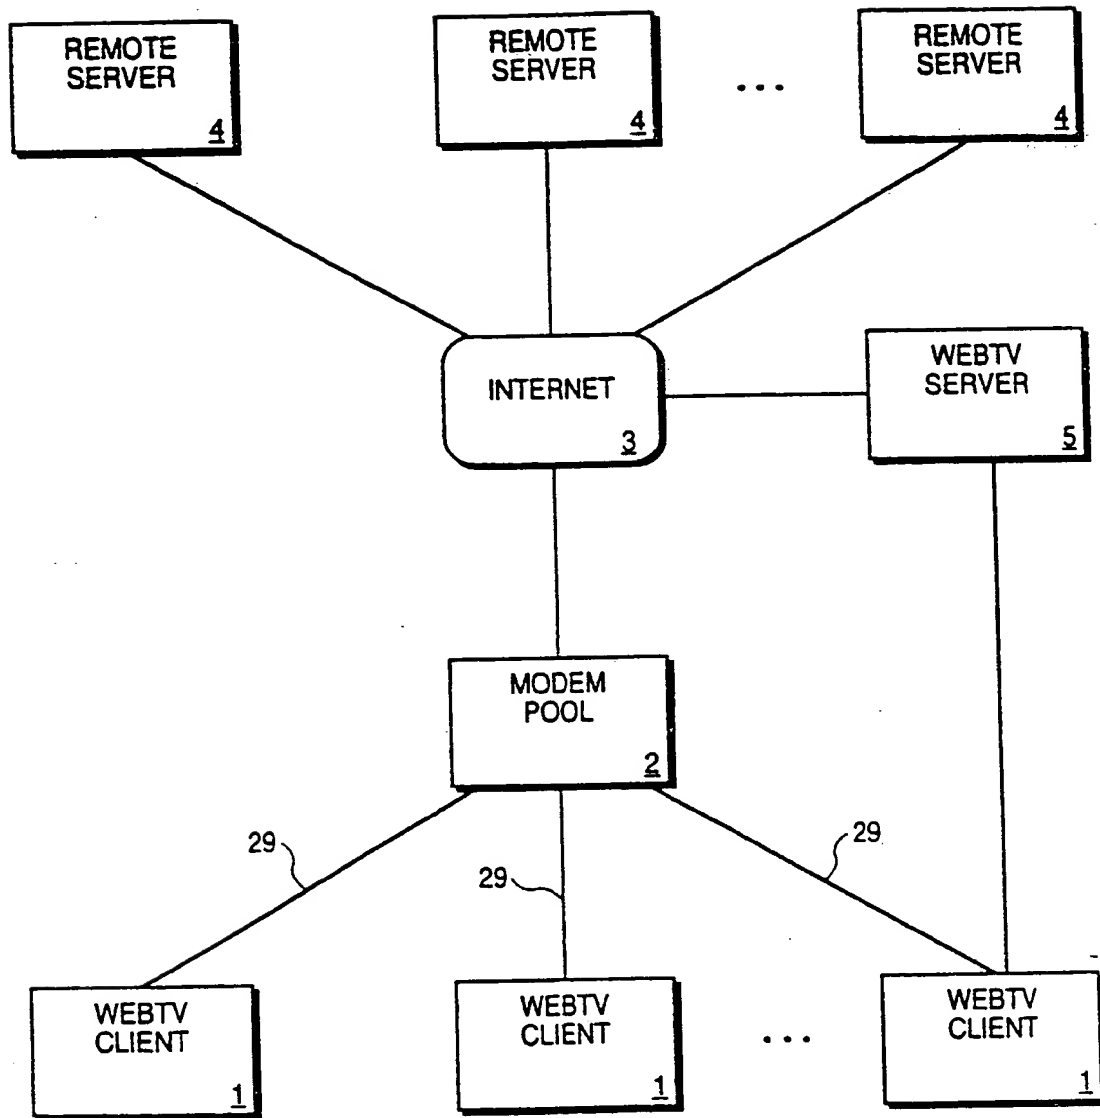 REMOTE
SERVER
4
REMOTE
SERVER
4
...
REMOTE
SERVER
4
INTERNET
3
WEBTV
SERVER
5
MODEM
POOL
2
29
29
29
WEBTV
CLIENT
1
WEBTV
CLIENT
1
...
WEBTV
CLIENT
1